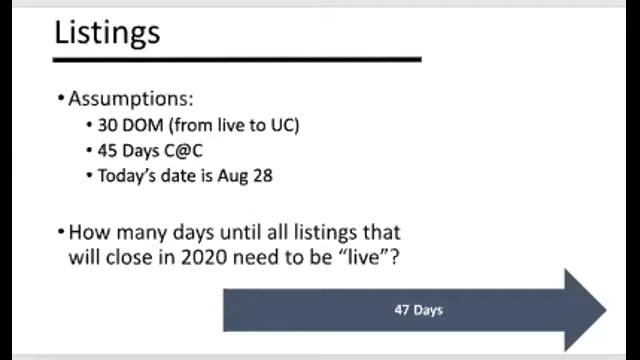 Listings
• Assumptions:
• 30 DOM (from live to UC)
• 45 Days C@C
• Today's date is Aug 28
• How many days until all listings that
will close in 2020 need to be "live"?
47 Days